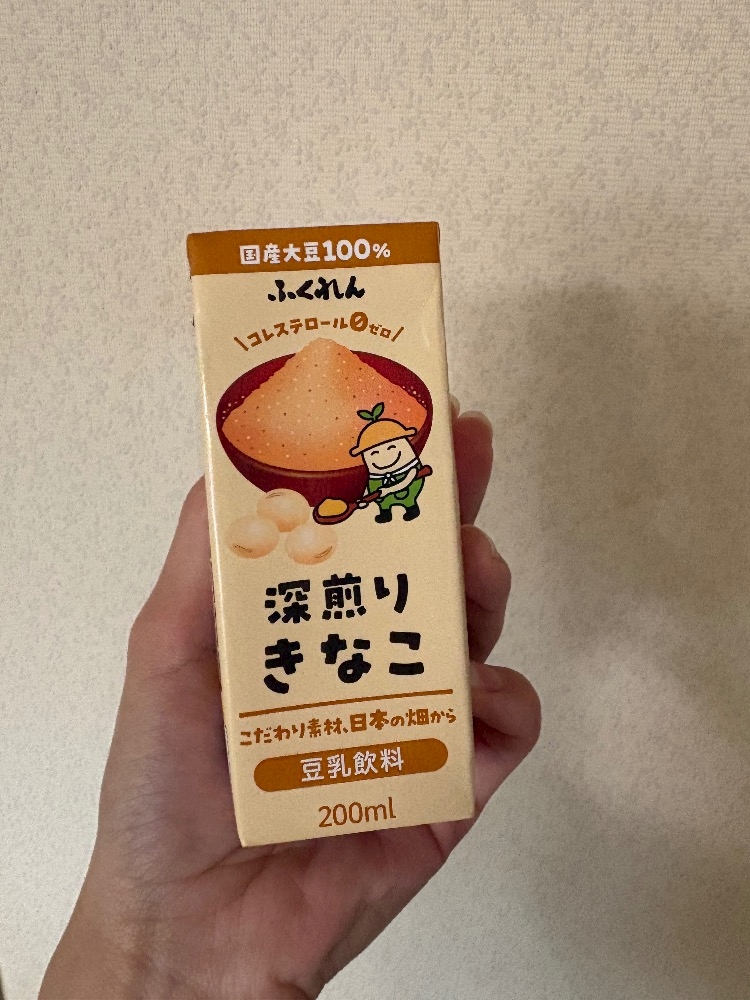 国産大豆100%
ふくれん
\コレステロール0ゼロ/
深煎り
きなこ
こだわり素材、日本の畑から
豆乳飲料
200ml